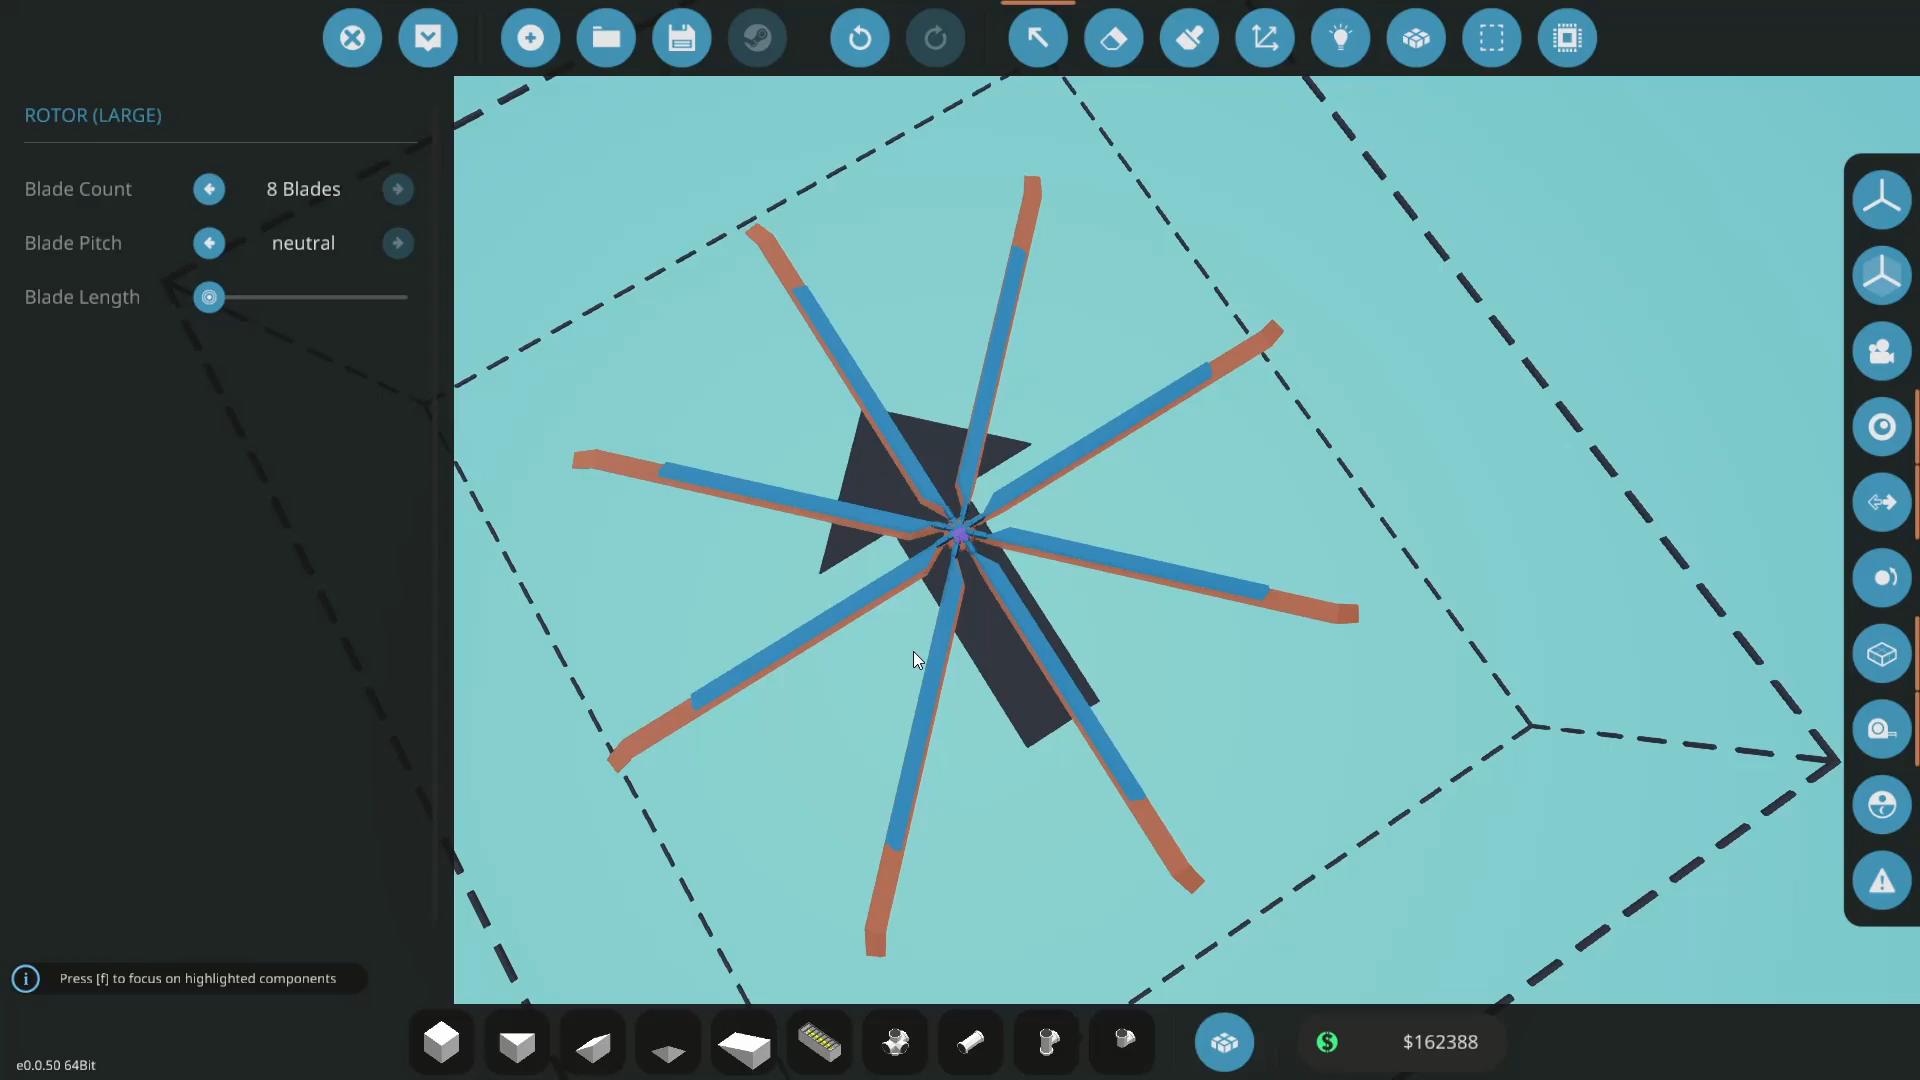 ROTOR (LARGE)
Blade Count 8 Blades
Blade Pitch neutral
Blade Length
Press [f] to focus on highlighted components
$ $162388
e0.0.50 64Bit